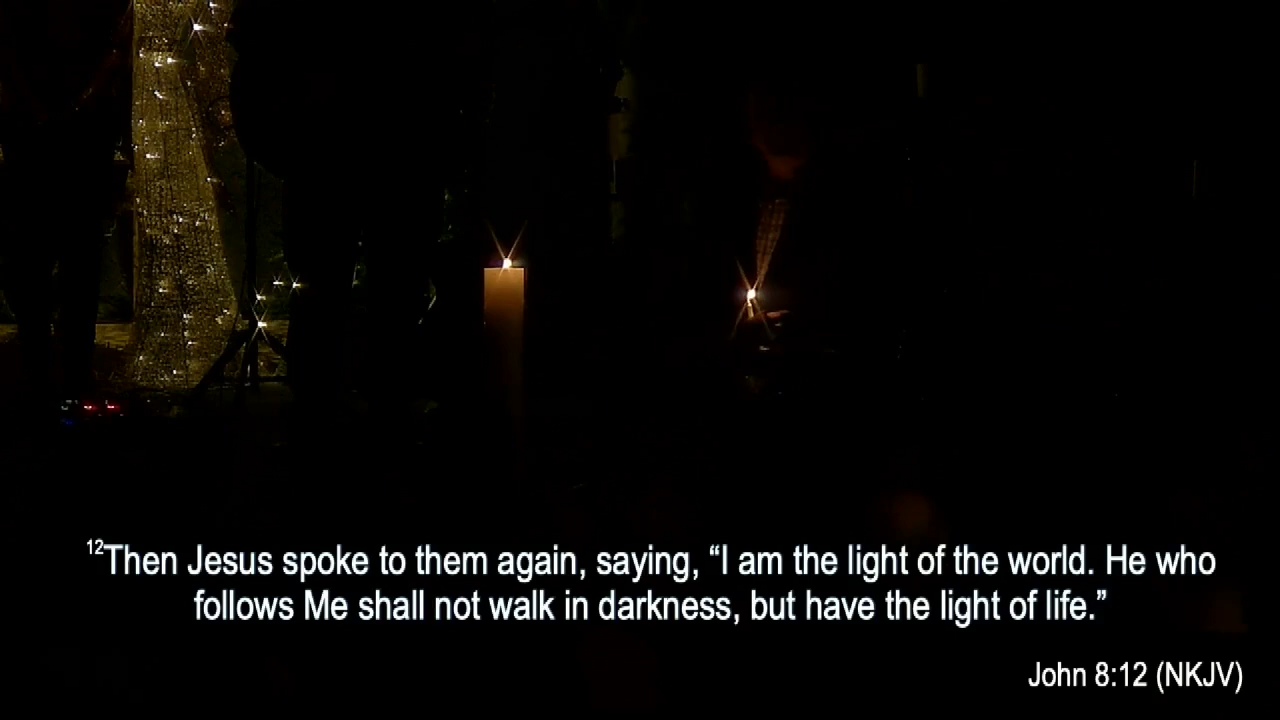 ¹²Then Jesus spoke to them again, saying, “I am the light of the world. He who
follows Me shall not walk in darkness, but have the light of life.”
John 8:12 (NKJV)